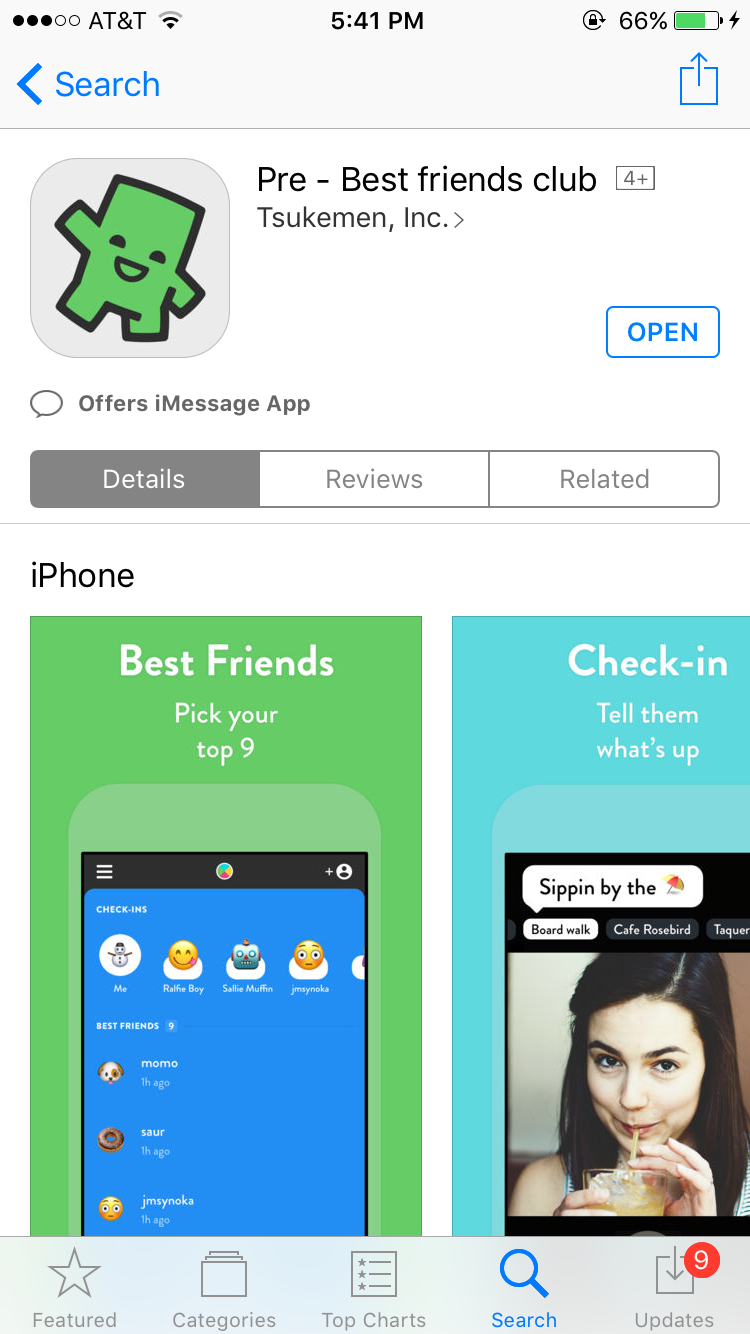 AT&T 5:41 PM 66%
Search
Pre - Best friends club 4+
Tsukemen, Inc.
OPEN
Offers iMessage App
Details Reviews Related
iPhone
Best Friends
Pick your
top 9
CHECK-INS
Me Ralfie Boy Sallie Muffin jmsynoka
BEST FRIENDS 9
momo
1h ago
saur
1h ago
jmsynoka
1h ago
Check-in
Tell them
what's up
Sippin by the
Board walk Cafe Rosebird Taquer
9
Featured Categories Top Charts Search Updates